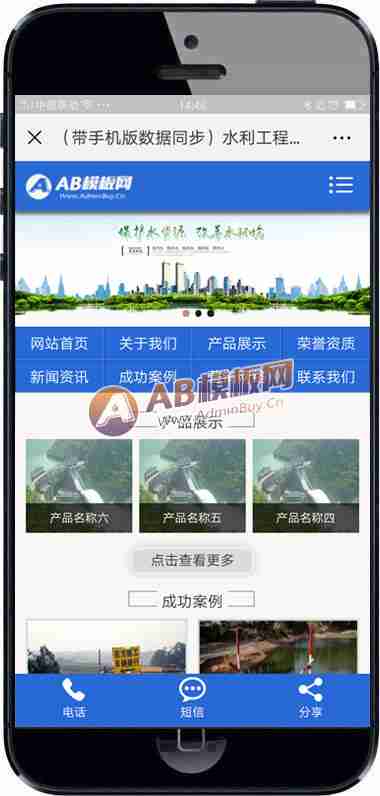 中国移动
14:46
（带手机版数据同步）水利工程...
AB模板网
Www.AdminBuy.Cn
保护水资源 改善水环境
网站首页 关于我们 产品展示 荣誉资质
新闻资讯 成功案例 联系我们
AB模板网
www.AdminBuy.Cn
产品展示
产品名称六 产品名称五 产品名称四
点击查看更多
成功案例
电话 短信 分享